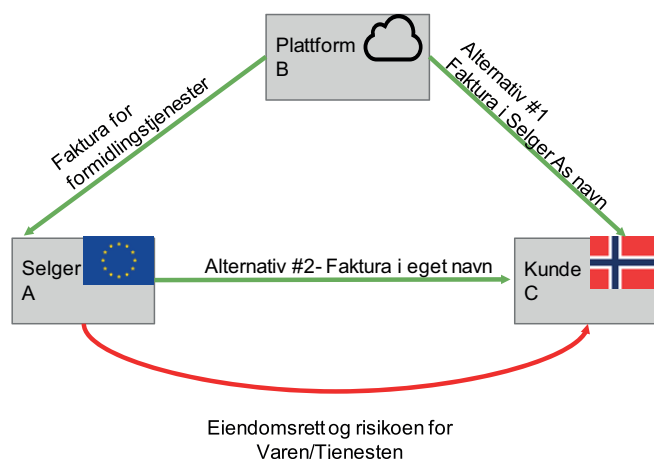 Plattform
B
Faktura for
formidlingstjenester
Alternativ #1
Faktura i Selger As navn
Selger
A
Alternativ #2- Faktura i eget navn
Kunde
C
Eiendomsrett og risikoen for
Varen/Tjenesten